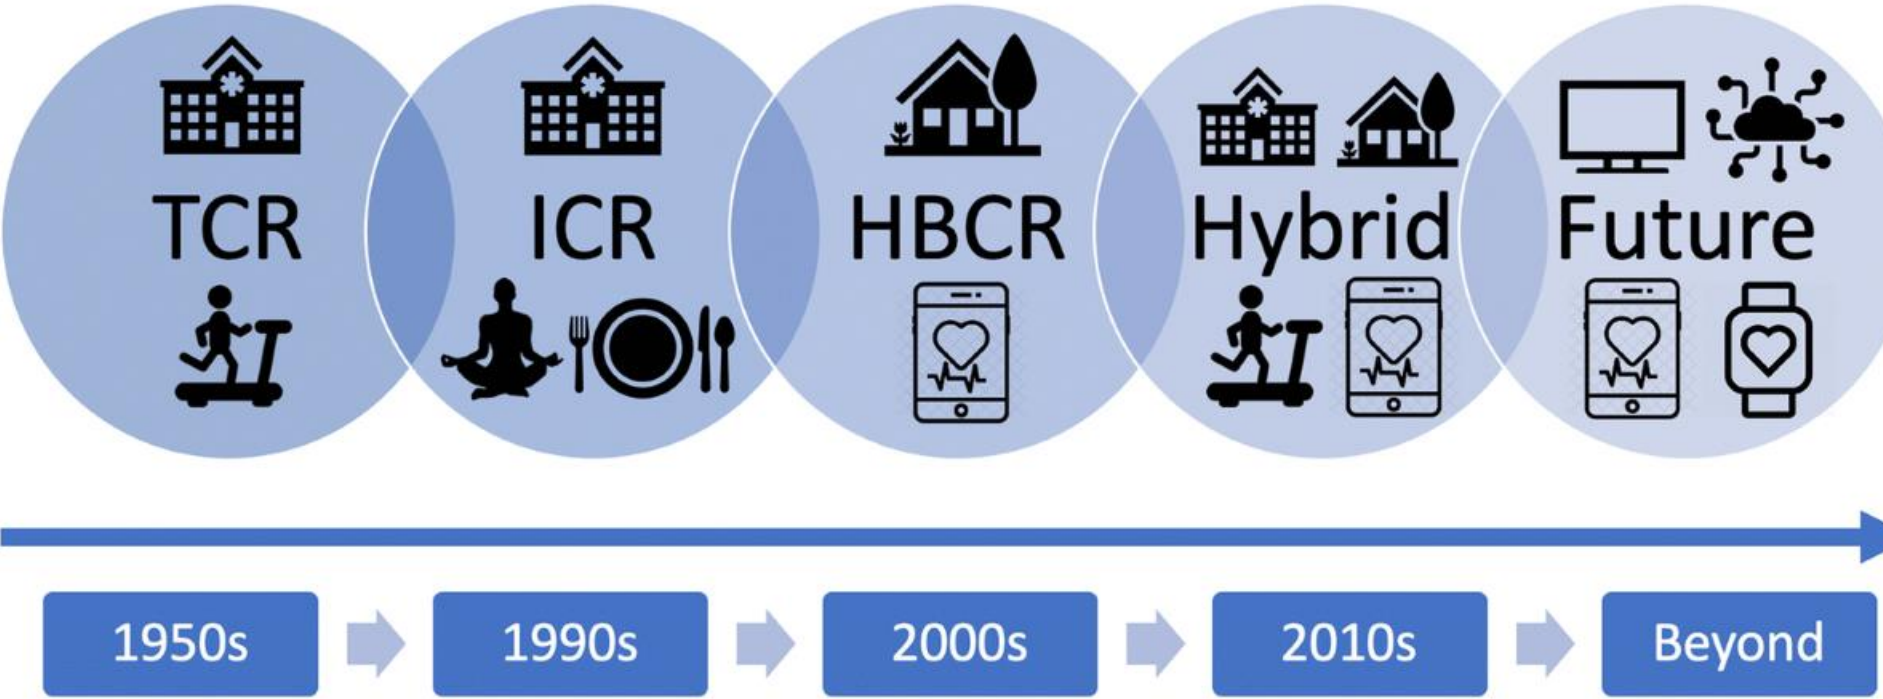 TCR
ICR
HBCR
Hybrid
Future
1950s
1990s
2000s
2010s
Beyond